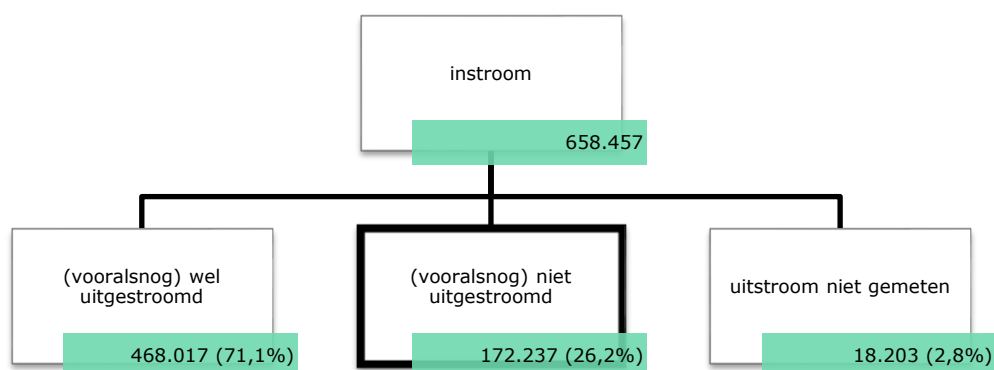 instroom
658.457
(vooralsnog) wel
uitgestroomd
468.017 (71,1%)
(vooralsnog) niet
uitgestroomd
172.237 (26,2%)
uitstroom niet gemeten
18.203 (2,8%)